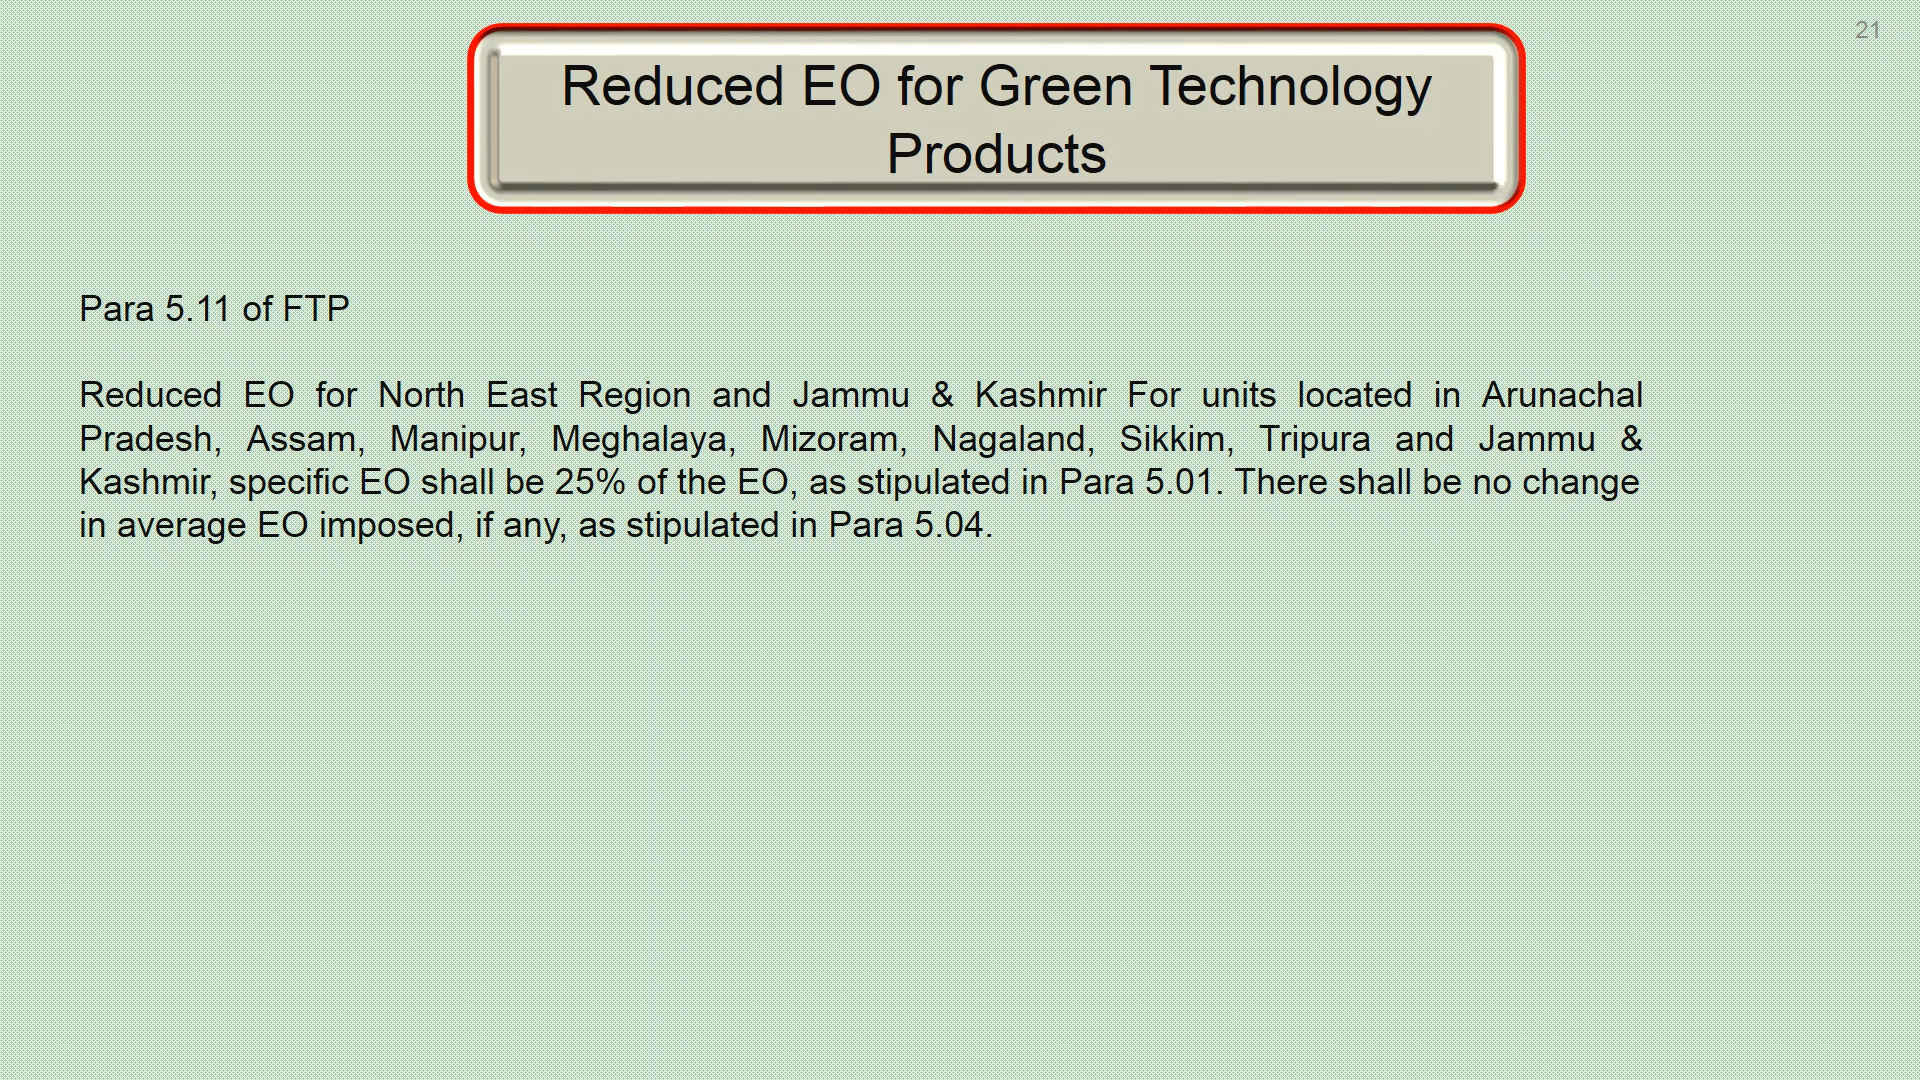 21
Reduced EO for Green Technology
Products
Para 5.11 of FTP
Reduced EO for North East Region and Jammu & Kashmir For units located in Arunachal
Pradesh, Assam, Manipur, Meghalaya, Mizoram, Nagaland, Sikkim, Tripura and Jammu &
Kashmir, specific EO shall be 25% of the EO, as stipulated in Para 5.01. There shall be no change
in average EO imposed, if any, as stipulated in Para 5.04.